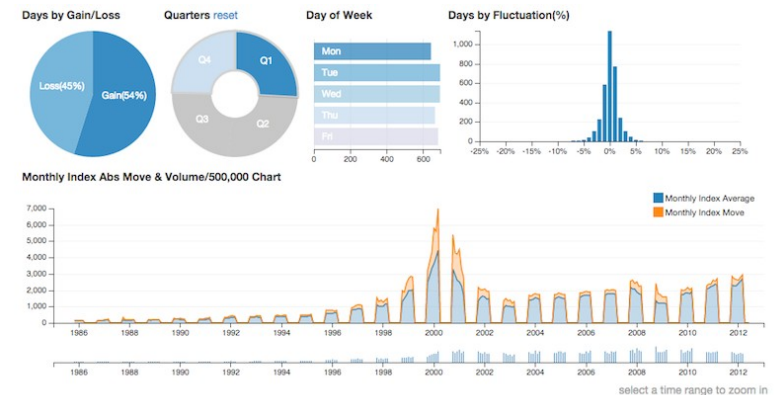 Days by Gain/Loss
Quarters reset
Day of Week
Days by Fluctuation(%)
Loss(45%)
Gain(54%)
Q4
Q1
Q3
Q2
Mon
Tue
Wed
Thu
Fri
0 200 400 600
1,000
800
600
400
200
0
-25% -20% -15% -10% -5% 0% 5% 10% 15% 20% 25%
Monthly Index Abs Move & Volume/500,000 Chart
Monthly Index Average
Monthly Index Move
7,000
6,000
5,000
4,000
3,000
2,000
1,000
0
1986 1988 1990 1992 1994 1996 1998 2000 2002 2004 2006 2008 2010 2012
1986 1988 1990 1992 1994 1996 1998 2000 2002 2004 2006 2008 2010 2012
select a time range to zoom in